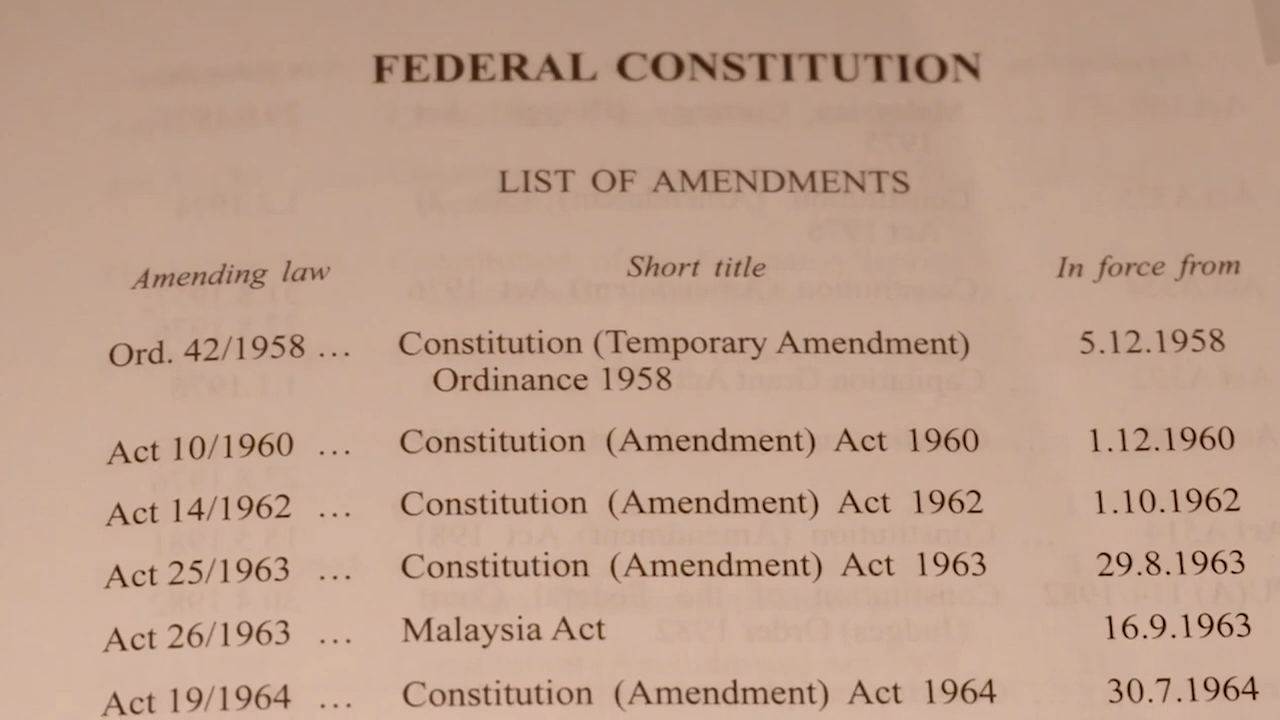 FEDERAL CONSTITUTION
LIST OF AMENDMENTS
Amending law Short title In force from
Ord. 42/1958 ... Constitution (Temporary Amendment) 5.12.1958
Ordinance 1958
Act 10/1960 ... Constitution (Amendment) Act 1960 1.12.1960
Act 14/1962 ... Constitution (Amendment) Act 1962 1.10.1962
Act 25/1963 ... Constitution (Amendment) Act 1963 29.8.1963
Act 26/1963 ... Malaysia Act 16.9.1963
Act 19/1964 ... Constitution (Amendment) Act 1964 30.7.1964